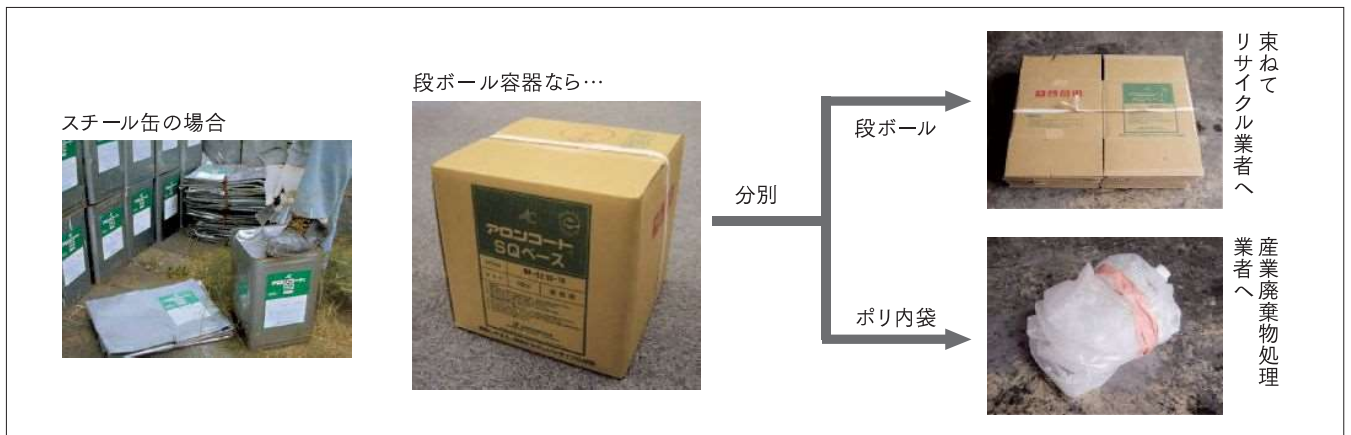 スチール缶の場合
段ボール容器なら…
アロンコート
SQベース
分別
段ボール
ポリ内袋
束ねて
リサイクル業者へ
産業廃棄物処理
業者へ